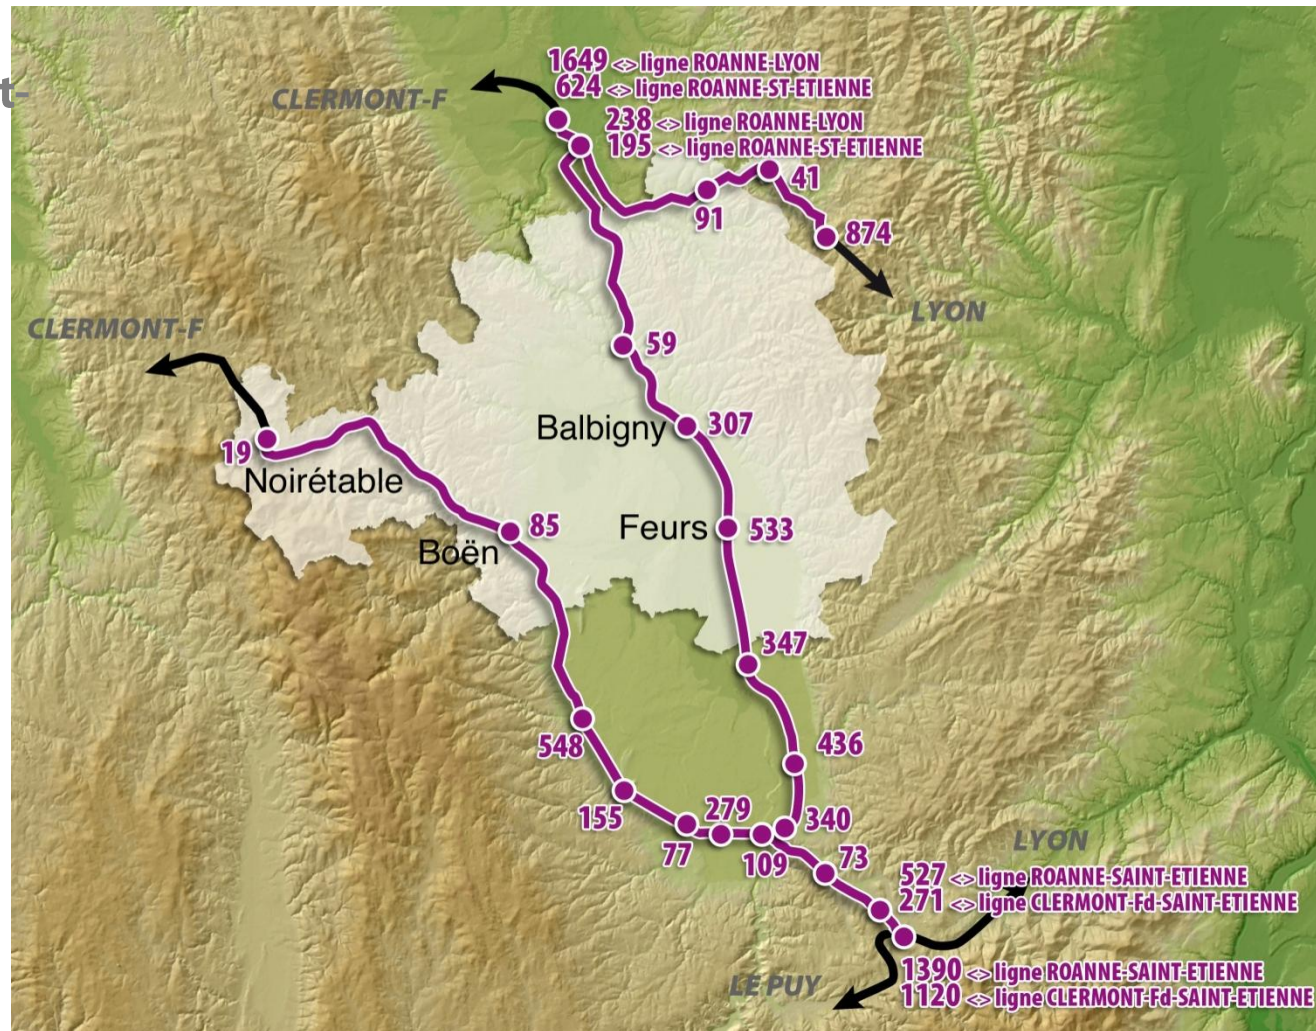 t-
1649 <-> ligne ROANNE-LYON
624 <-> ligne ROANNE-ST-ETIENNE
CLERMONT-F
238 <-> ligne ROANNE-LYON
195 <-> ligne ROANNE-ST-ETIENNE
41
91
874
LYON
CLERMONT-F
59
Balbigny
307
19
Noirétable
85
Boën
Feurs
533
347
548
436
155
279
340
77
109
73
LYON
527 <-> ligne ROANNE-SAINT-ETIENNE
271 <-> ligne CLERMONT-Fd-SAINT-ETIENNE
LE PUY
1390 <-> ligne ROANNE-SAINT-ETIENNE
1120 <-> ligne CLERMONT-Fd-SAINT-ETIENNE